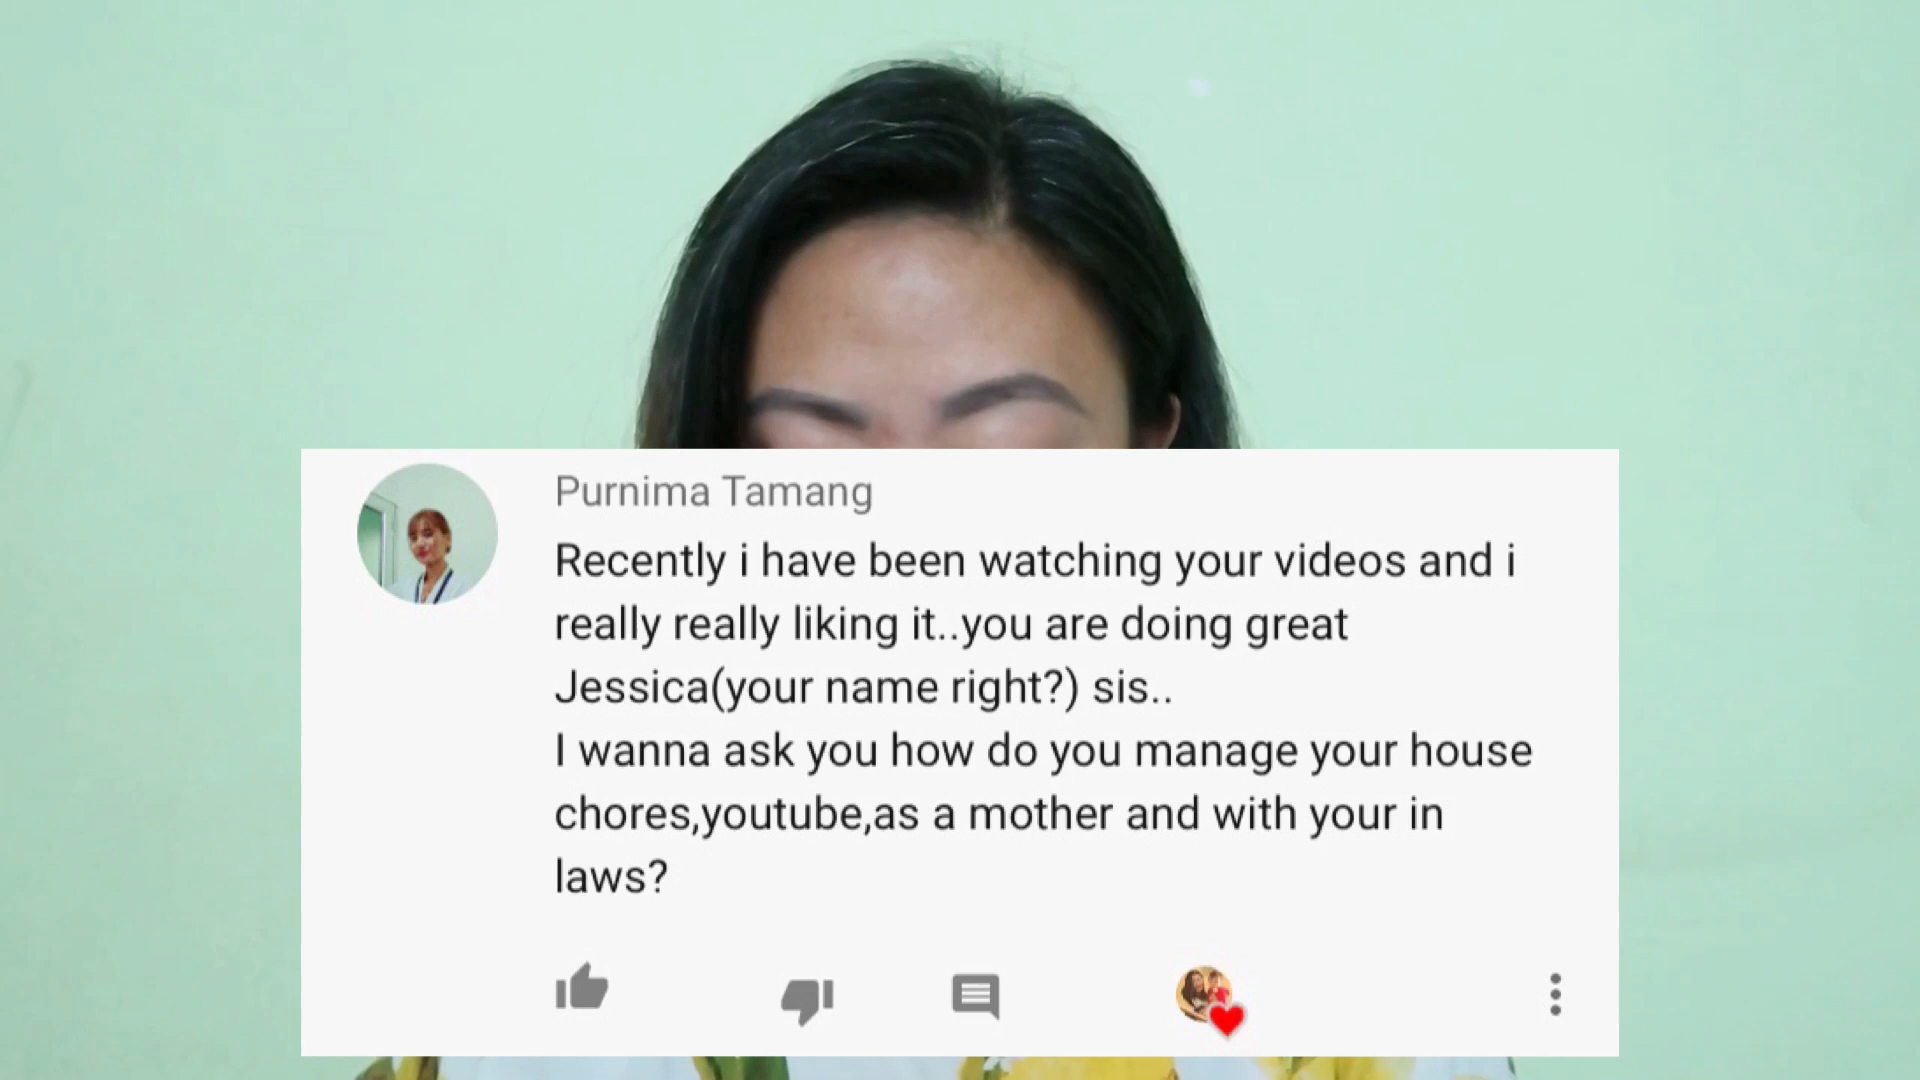 Purnima Tamang
Recently i have been watching your videos and i
really really liking it..you are doing great
Jessica(your name right?) sis..
I wanna ask you how do you manage your house
chores,youtube,as a mother and with your in
laws?